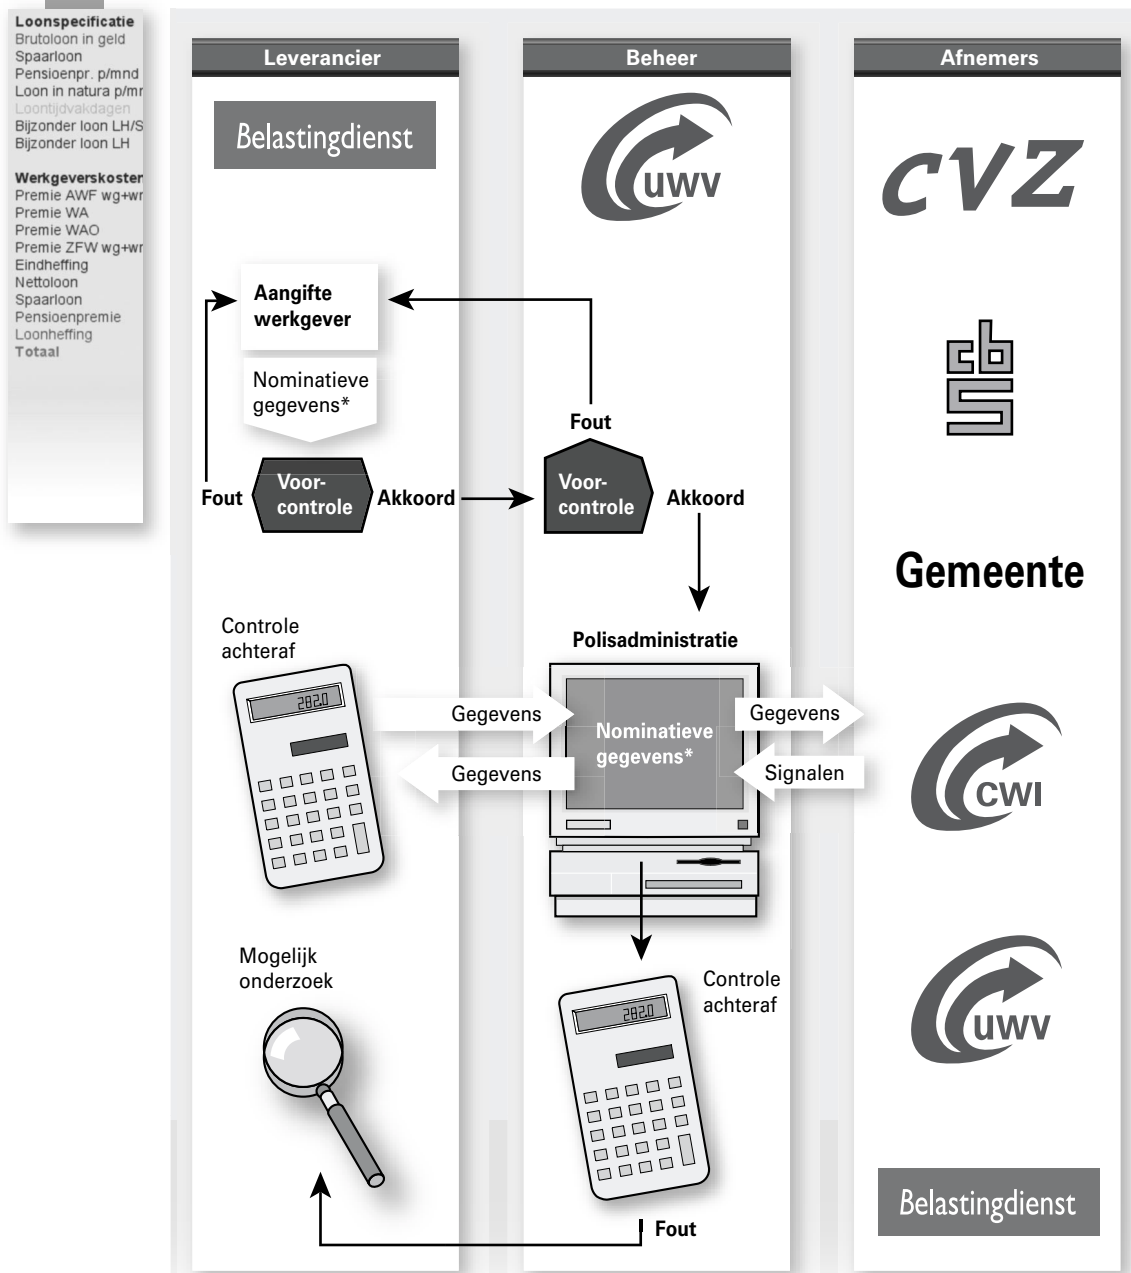 Loonspecificatie
Brutoloon in geld
Spaarloon
Pensioenpr. p/mnd
Loon in natura p/mr
Loontijdvakdagen
Bijzonder loon LH/S
Bijzonder loon LH
Werkgeverskosten
Premie AWF wg+wr
Premie WA
Premie WAO
Premie ZFW wg+wr
Eindheffing
Nettoloon
Spaarloon
Pensioenpremie
Loonheffing
Totaal
Leverancier
Belastingdienst
Aangifte
werkgever
Nominatieve
gegevens*
Fout
Voor-
controle
Akkoord
Controle
achteraf
282.0
Gegevens
Gegevens
Mogelijk
onderzoek
Beheer
uwv
Fout
Voor-
controle
Akkoord
Polisadministratie
Nominatieve
gegevens*
Gegevens
Signalen
Controle
achteraf
282.0
Fout
Afnemers
CVZ
cbs
Gemeente
CWI
uwv
Belastingdienst